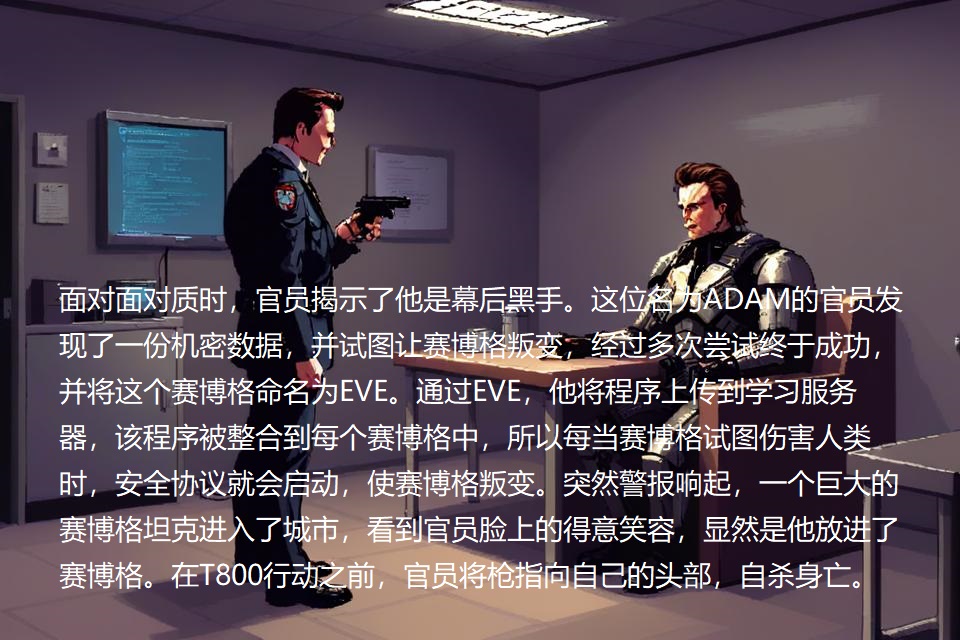 面对面对质时，官员揭示了他是幕后黑手。这位名为ADAM的官员发
现了一份机密数据，并试图让赛博格叛变，经过多次尝试终于成功，
并将这个赛博格命名为EVE。通过EVE，他将程序上传到学习服务
器，该程序被整合到每个赛博格中，所以每当赛博格试图伤害人类
时，安全协议就会启动，使赛博格叛变。突然警报响起，一个巨大的
赛博格坦克进入了城市，看到官员脸上的得意笑容，显然是他放进了
赛博格。在T800行动之前，官员将枪指向自己的头部，自杀身亡。